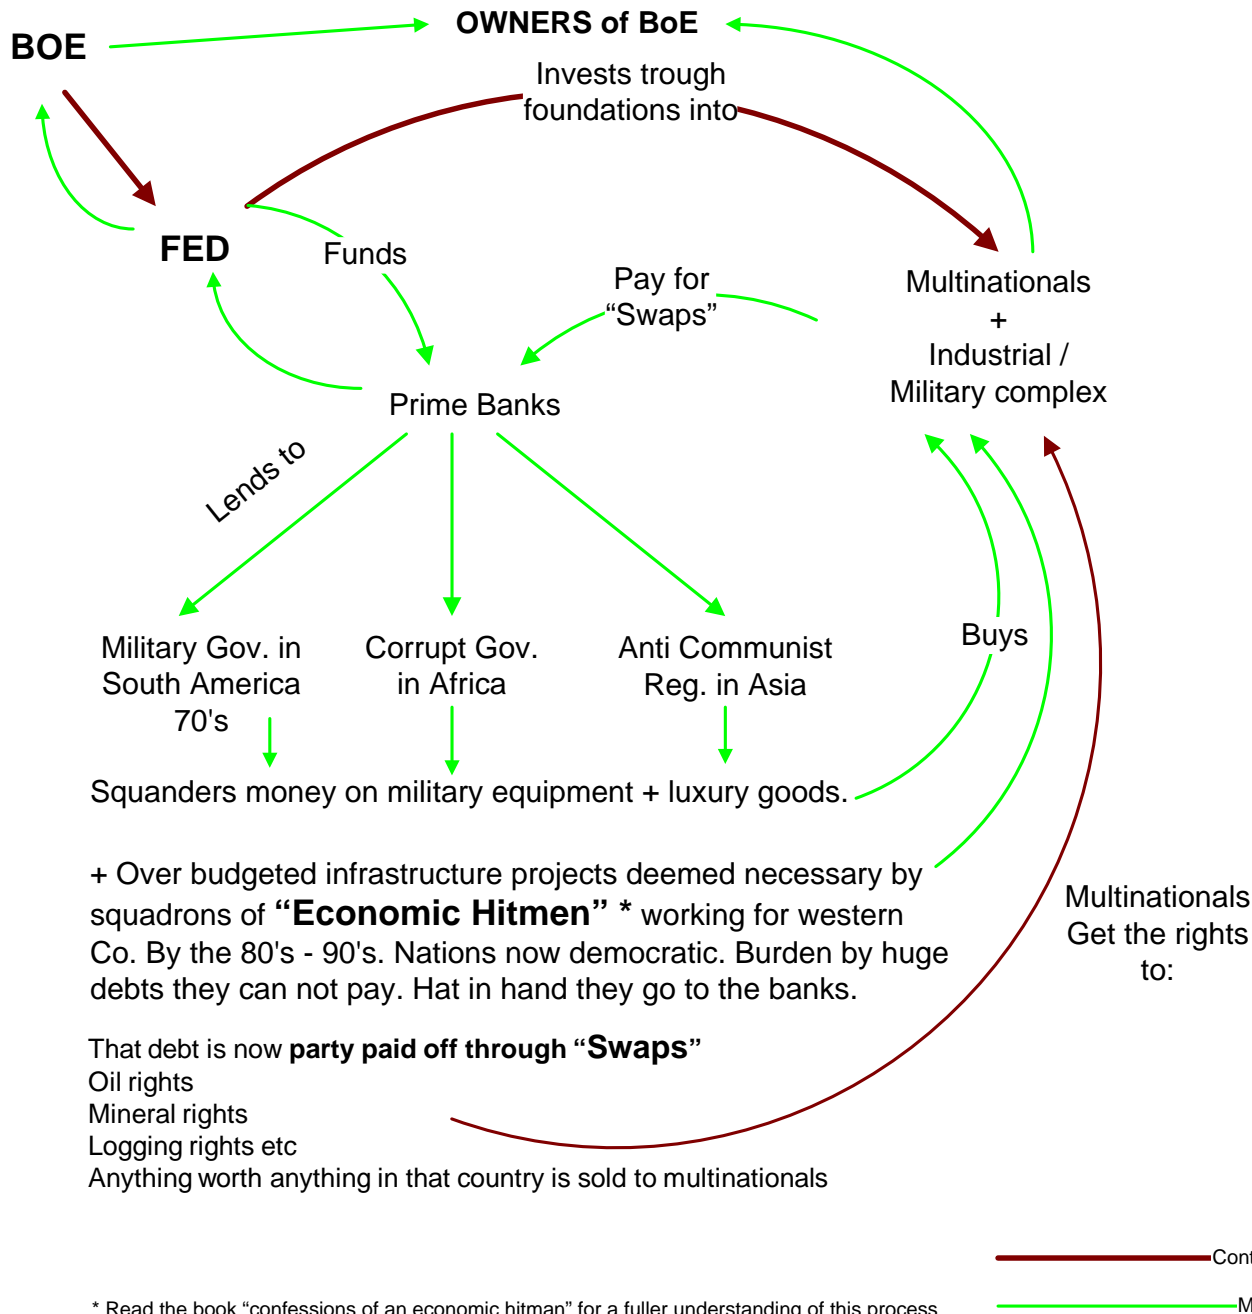 OWNERS of BoE
BOE
Invests trough
foundations into
FED
Funds
Pay for
“Swaps”
Multinationals
+
Industrial /
Military complex
Prime Banks
Lends to
Military Gov. in
South America
70's
Corrupt Gov.
in Africa
Anti Communist
Reg. in Asia
Buys
Squanders money on military equipment + luxury goods.
+ Over budgeted infrastructure projects deemed necessary by
squadrons of “Economic Hitmen” * working for western
Co. By the 80's - 90's. Nations now democratic. Burden by huge
debts they can not pay. Hat in hand they go to the banks.
Multinationals
Get the rights
to:
That debt is now party paid off through “Swaps”
Oil rights
Mineral rights
Logging rights etc
Anything worth anything in that country is sold to multinationals
Cont
M
* Read the book “confessions of an economic hitman” for a fuller understanding of this process